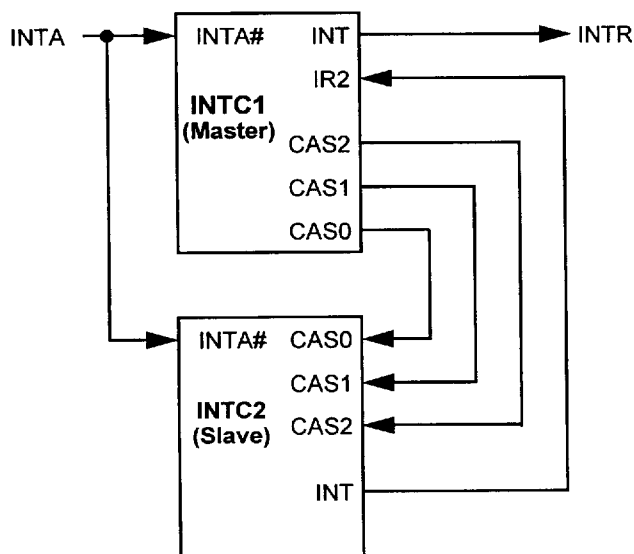 INTA
INTA#
INT
INTR
IR2
INTC1
(Master)
CAS2
CAS1
CAS0
INTA#
CAS0
CAS1
INTC2
(Slave)
CAS2
INT